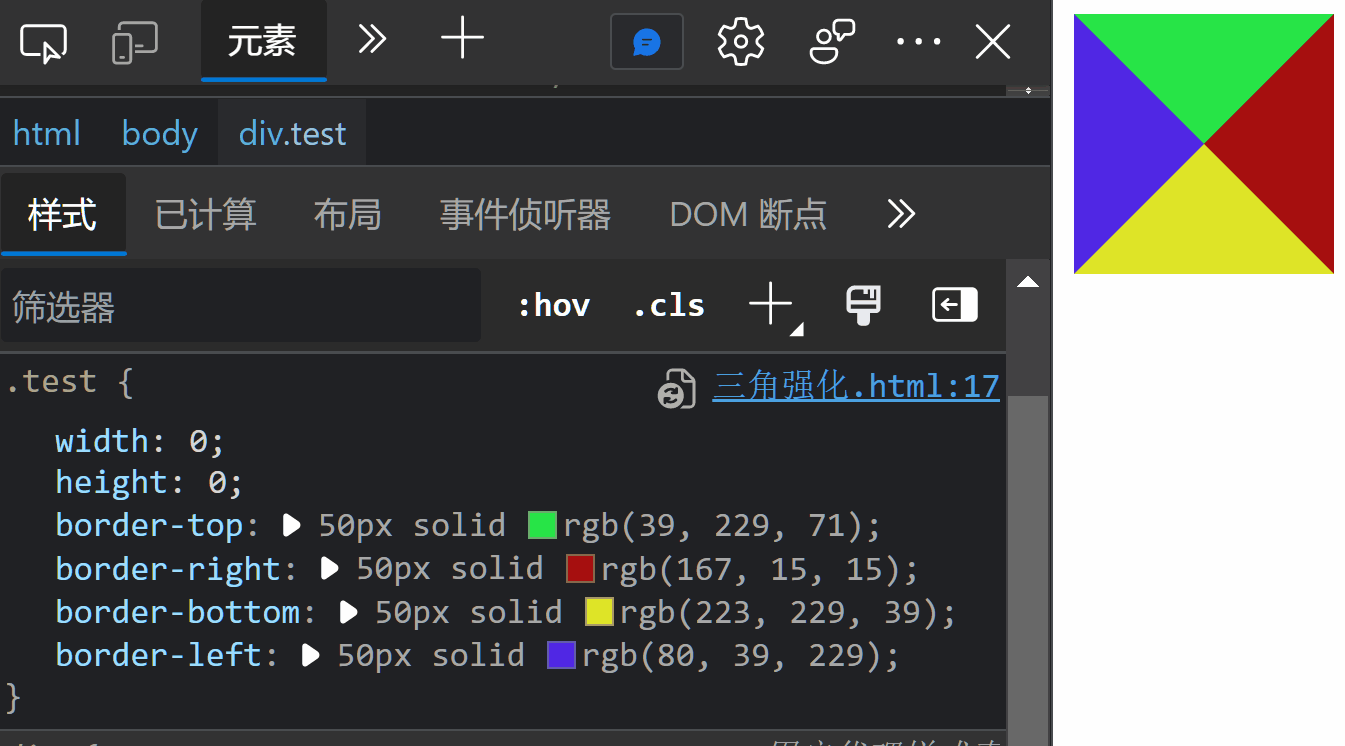 元素
html body div.test
样式 已计算 布局 事件侦听器 DOM 断点
筛选器 :hov .cls
.test { 三角强化.html:17
width: 0;
height: 0;
border-top: 50px solid rgb(39, 229, 71);
border-right: 50px solid rgb(167, 15, 15);
border-bottom: 50px solid rgb(223, 229, 39);
border-left: 50px solid rgb(80, 39, 229);
}